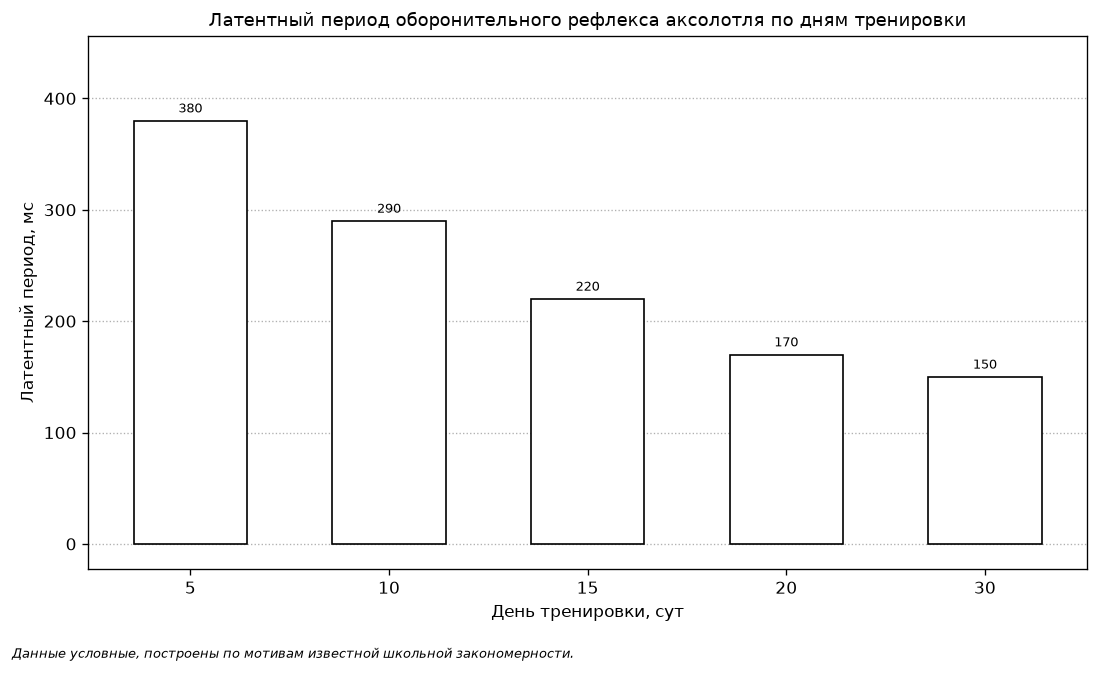 Латентный период оборонительного рефлекса аксолотля по дням тренировки
Латентный период, мс
400
300
200
100
0
380
290
220
170
150
5 10 15 20 30
День тренировки, сут
Данные условные, построены по мотивам известной школьной закономерности.